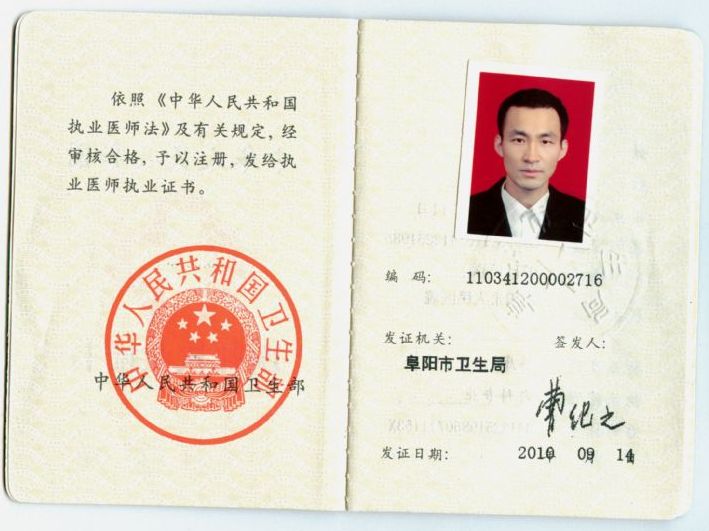 依照《中华人民共和国
执业医师法》及有关规定，经
审核合格，予以注册，发给执
业医师执业证书。
中华人民共和国卫生部
中华人民共和国卫生部
编 码： 110341200002716
发证机关： 签发人：
阜阳市卫生局
发证日期： 2010 09 14